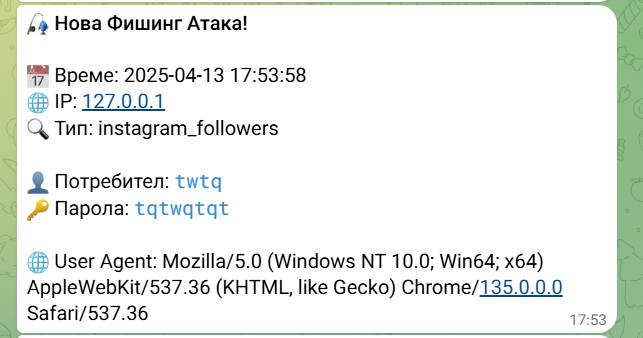 🎣 Нова Фишинг Атака!
📅 Време: 2025-04-13 17:53:58
🌐 IP: 127.0.0.1
🔍 Тип: instagram_followers
👤 Потребител: twtq
🔑 Парола: tqtwqtqt
🌐 User Agent: Mozilla/5.0 (Windows NT 10.0; Win64; x64)
AppleWebKit/537.36 (KHTML, like Gecko) Chrome/135.0.0.0
Safari/537.36
17:53